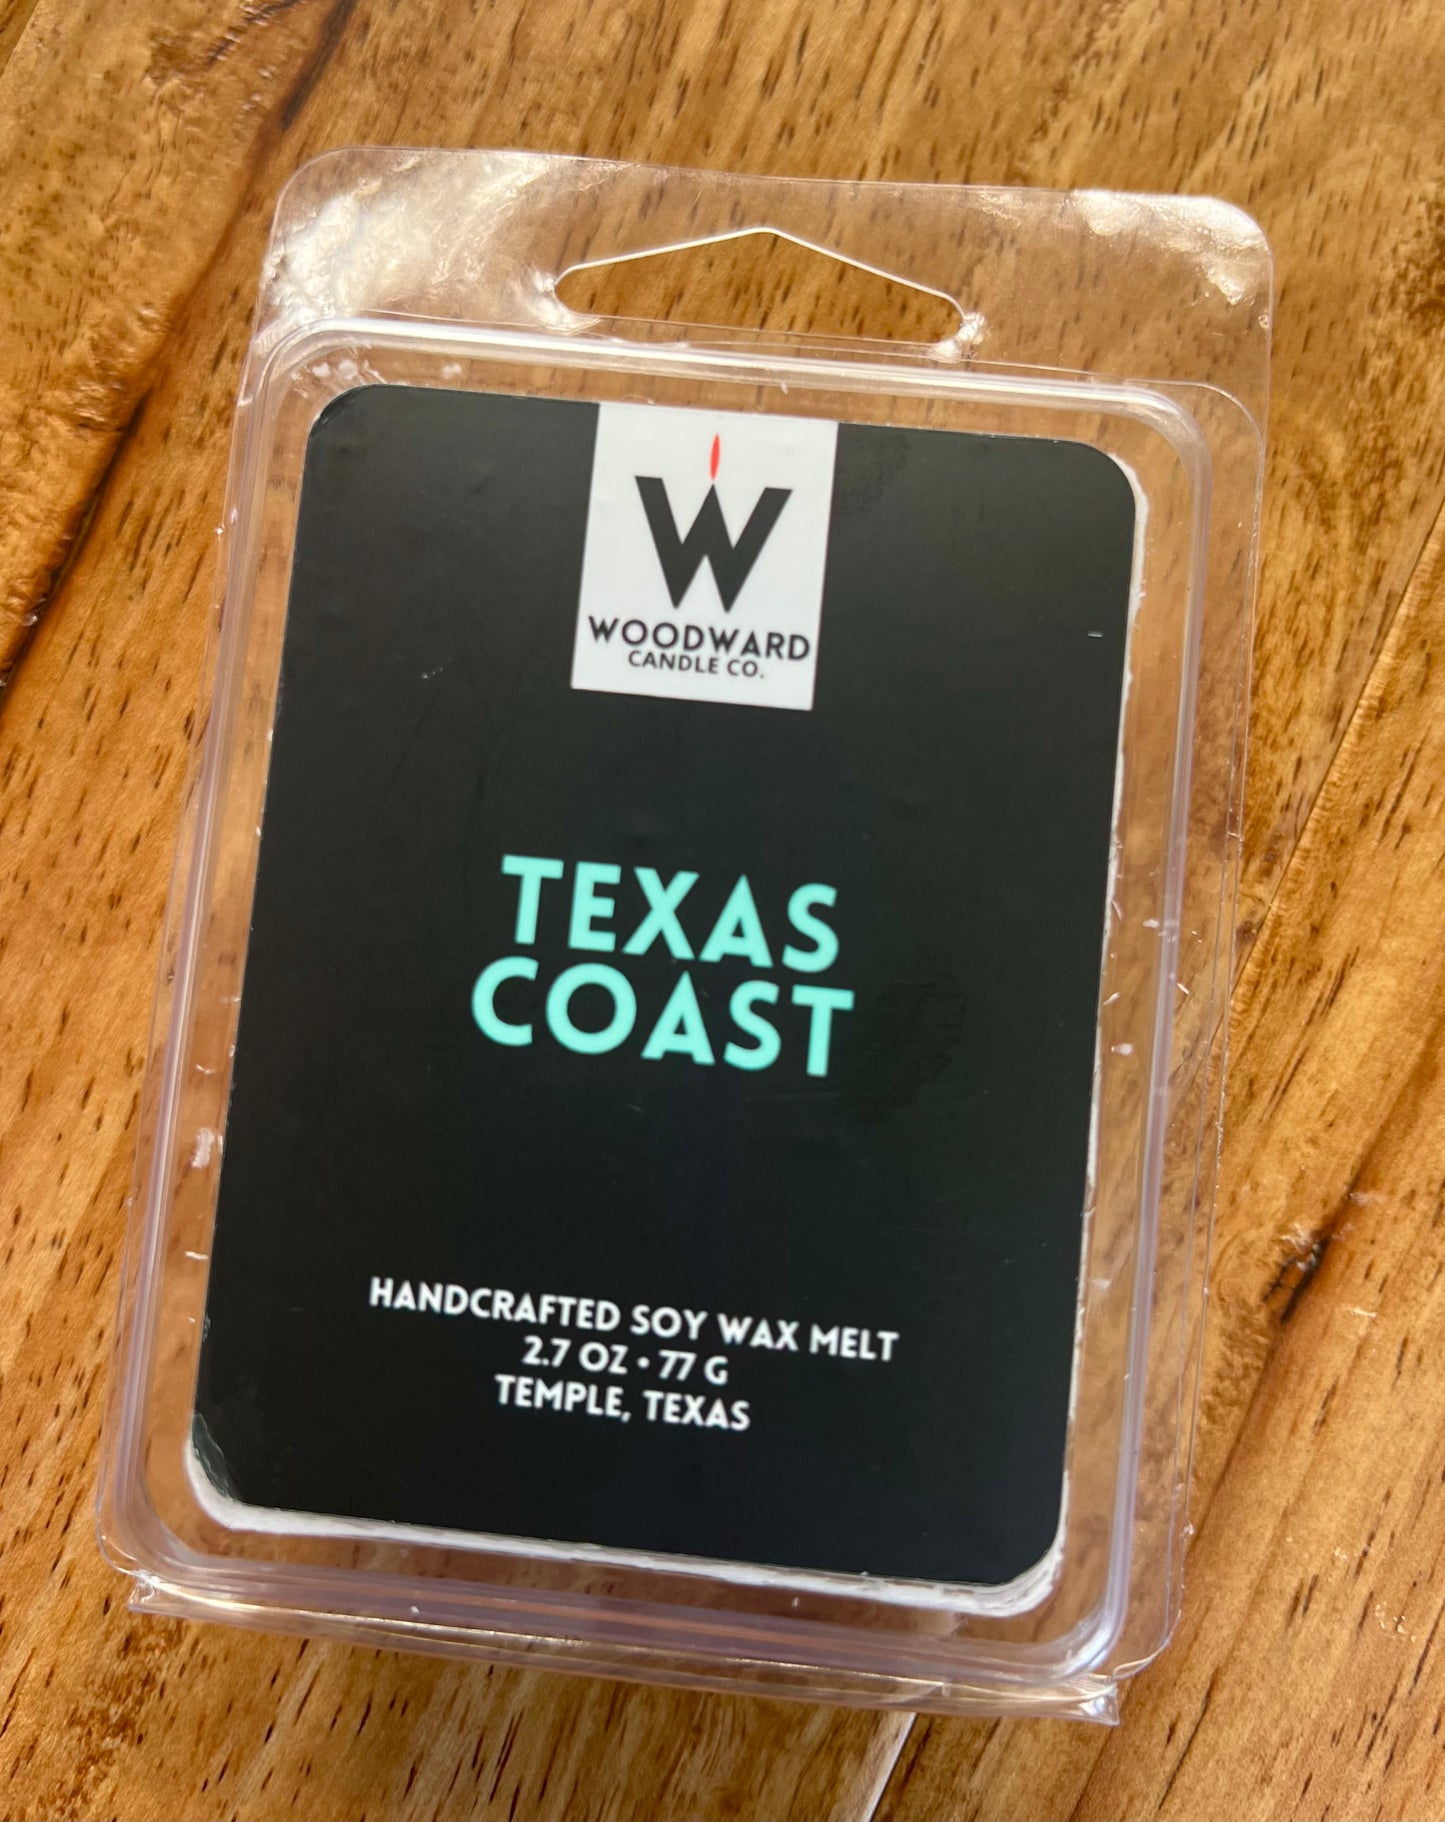 W
WOODWARD
CANDLE CO.
TEXAS
COAST
HANDCRAFTED SOY WAX MELT
2.7 OZ • 77 G
TEMPLE, TEXAS